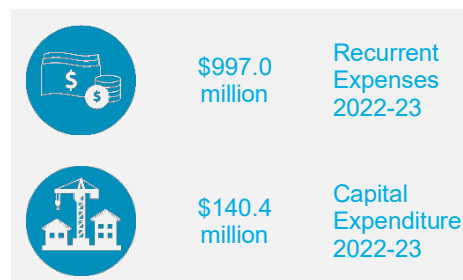 $
$
$997.0
million
Recurrent
Expenses
2022-23
$140.4
million
Capital
Expenditure
2022-23